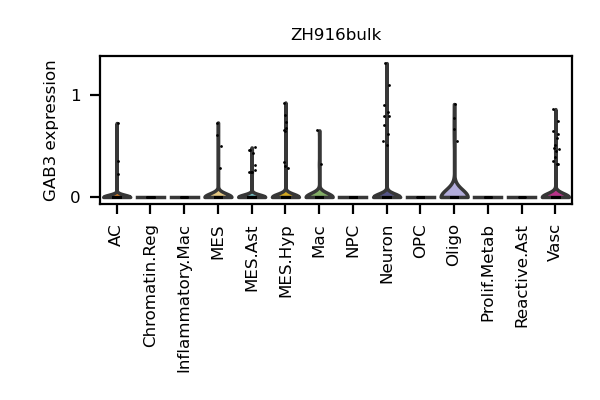 ZH916bulk
GAB3 expression
1
0
AC
Chromatin.Reg
Inflammatory.Mac
MES
MES.Ast
MES.Hyp
Mac
NPC
Neuron
OPC
Oligo
Prolif.Metab
Reactive.Ast
Vasc